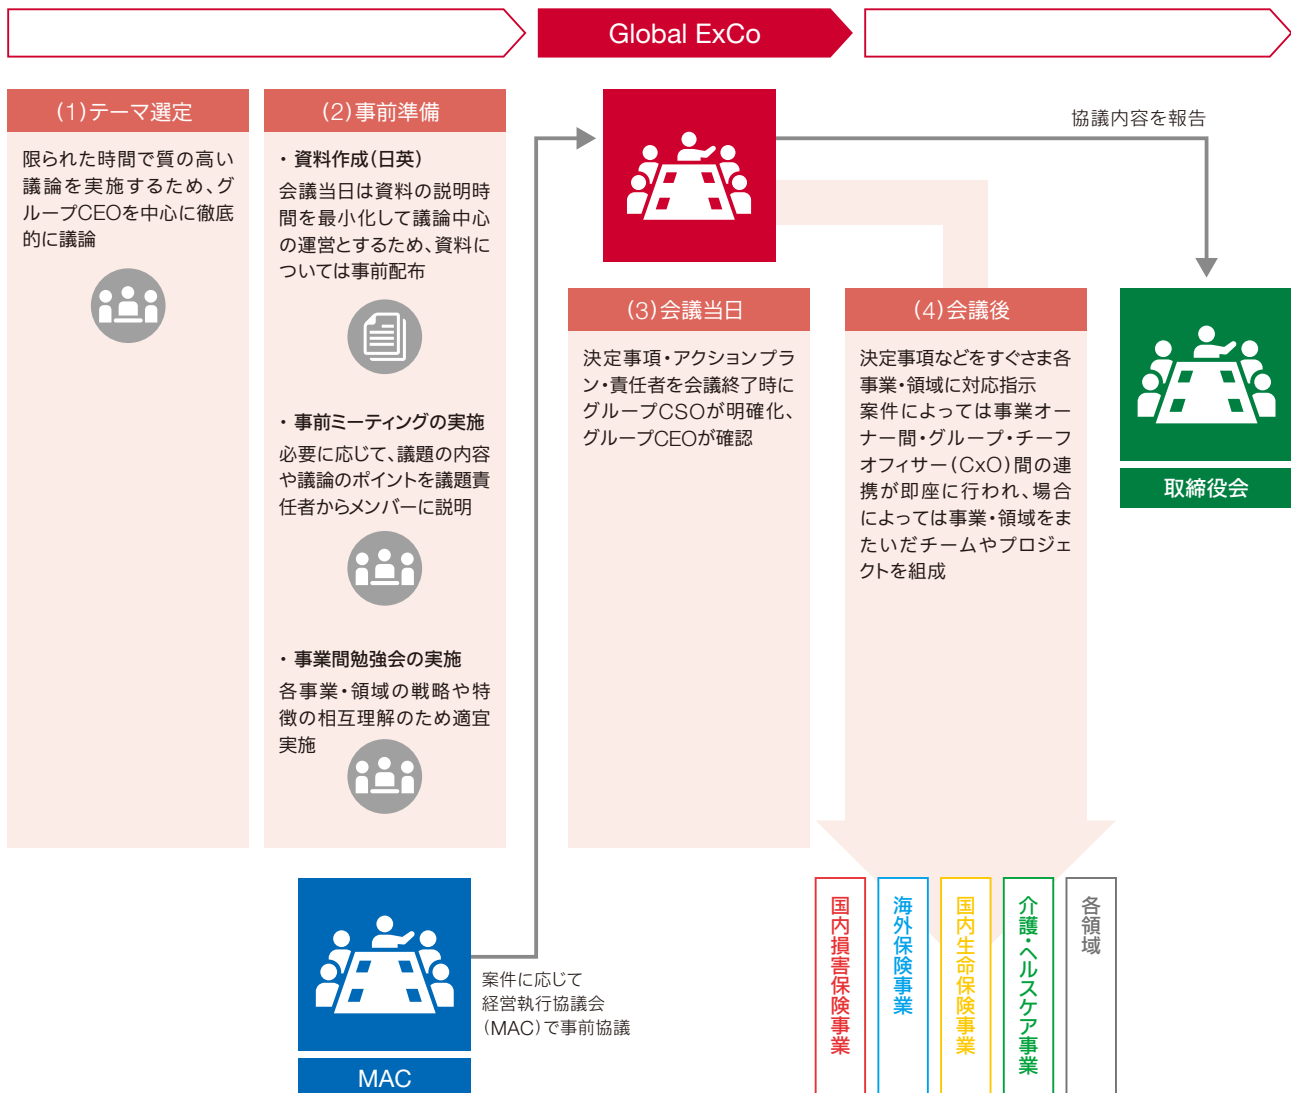 Global ExCo
(1)テーマ選定
限られた時間で質の高い
議論を実施するため、グ
ループCEOを中心に徹底
的に議論
(2)事前準備
・資料作成(日英)
会議当日は資料の説明時
間を最小化して議論中心
の運営とするため、資料に
ついては事前配布
・事前ミーティングの実施
必要に応じて、議題の内容
や議論のポイントを議題責
任者からメンバーに説明
・事業間勉強会の実施
各事業・領域の戦略や特
徴の相互理解のため適宜
実施
MAC
案件に応じて
経営執行協議会
(MAC)で事前協議
(3)会議当日
決定事項・アクションプラ
ン・責任者を会議終了時に
グループCSOが明確化、
グループCEOが確認
(4)会議後
決定事項などをすぐさま各
事業・領域に対応指示
案件によっては事業オー
ナー間・グループ・チーフ
オフィサー(CxO)間の連
携が即座に行われ、場合
によっては事業・領域をま
たいだチームやプロジェ
クトを組成
協議内容を報告
取締役会
国内損害保険事業
海外保険事業
国内生命保険事業
介護・ヘルスケア事業
各領域